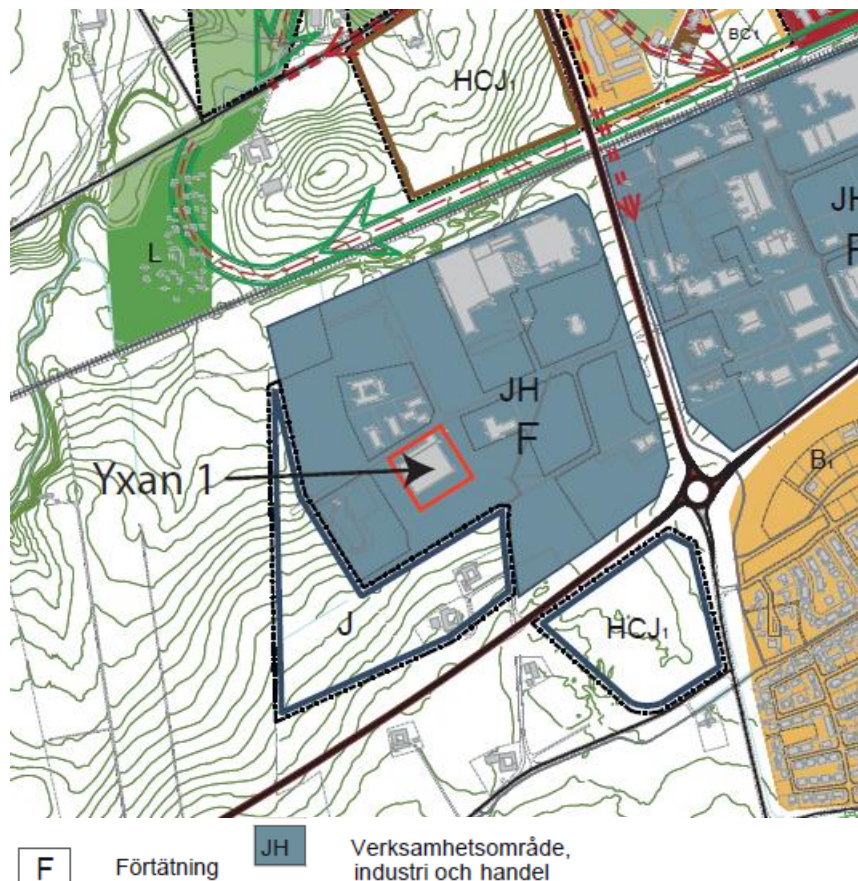 BC1
HCJ1
JH
F
L
JH
F
B1
Yxan 1
J
HCJ1
F Förtätning JH Verksamhetsområde,
industri och handel